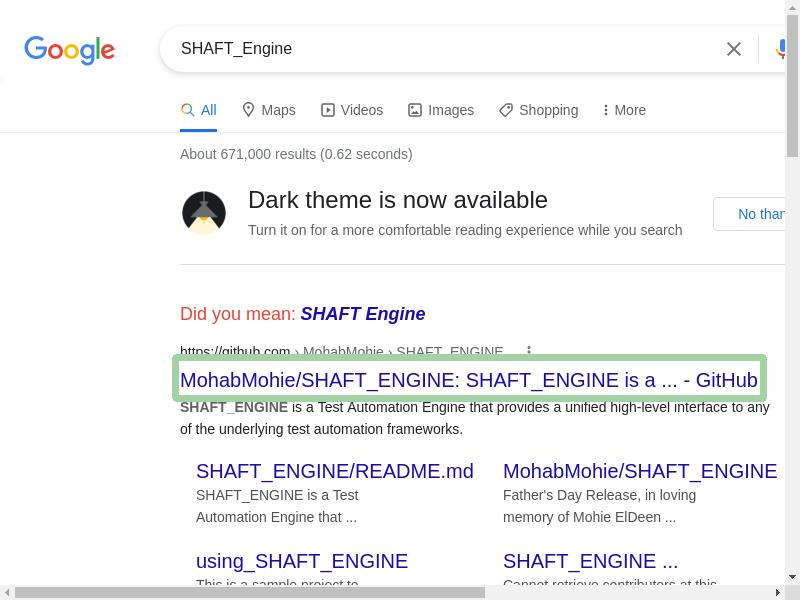 Google
SHAFT_Engine
All Maps Videos Images Shopping More
About 671,000 results (0.62 seconds)
Dark theme is now available
Turn it on for a more comfortable reading experience while you search
No
Did you mean: SHAFT Engine
https://github.com › MohabMohie › SHAFT_ENGINE
MohabMohie/SHAFT_ENGINE: SHAFT_ENGINE is a ... - GitHub
SHAFT_ENGINE is a Test Automation Engine that provides a unified high-level interface to any
of the underlying test automation frameworks.
SHAFT_ENGINE/README.md
SHAFT_ENGINE is a Test
Automation Engine that ...
MohabMohie/SHAFT_ENGINE
Father's Day Release, in loving
memory of Mohie ElDeen ...
using_SHAFT_ENGINE
This is a sample project to
SHAFT_ENGINE ...
Cannot retrieve contributors at this